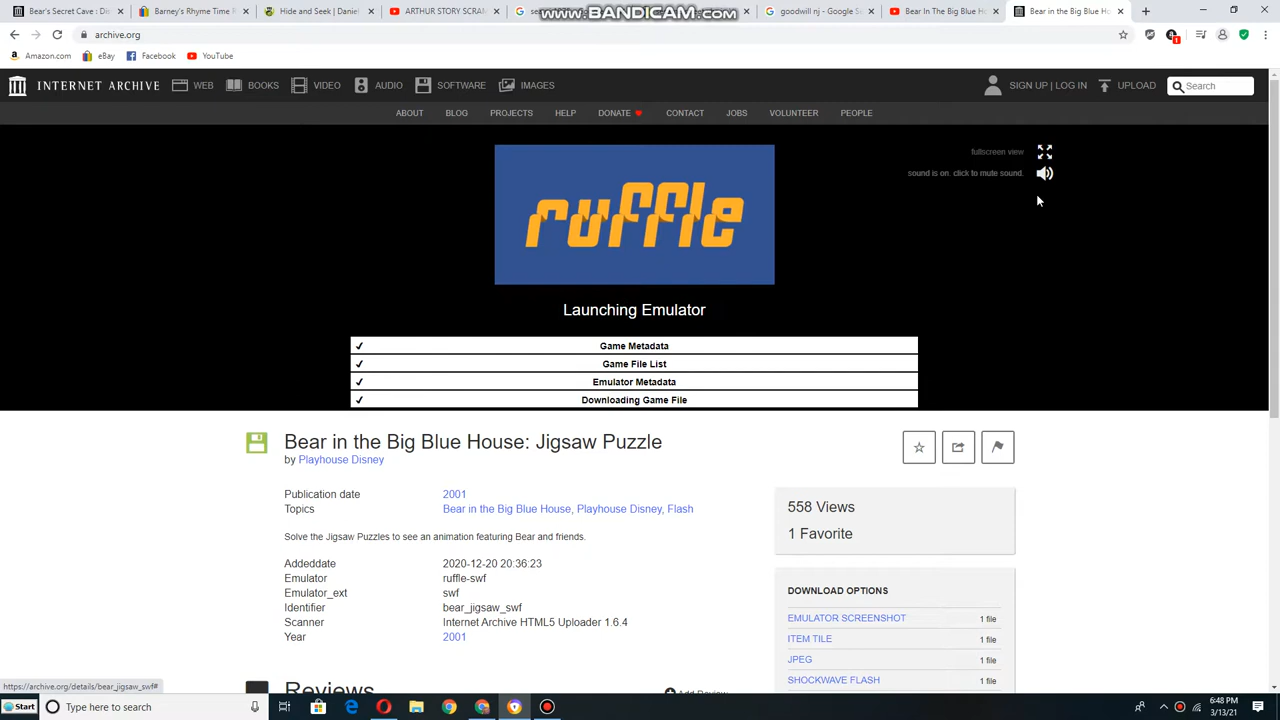 Bear's Secret Cave : Di
Barney's Rhyme Time F
Hide and Seek | Daniel
ARTHUR STORY SCRAM
www.BANDICAM.com
goodwill nj - Google Sea
Bear In The Big Blue Ho
Bear in the Big Blue Ho
archive.org
Amazon.com eBay Facebook YouTube
INTERNET ARCHIVE WEB BOOKS VIDEO AUDIO SOFTWARE IMAGES SIGN UP | LOG IN UPLOAD Search
ABOUT BLOG PROJECTS HELP DONATE CONTACT JOBS VOLUNTEER PEOPLE
fullscreen view
sound is on. click to mute sound.
ruffle
Launching Emulator
Game Metadata
Game File List
Emulator Metadata
Downloading Game File
Bear in the Big Blue House: Jigsaw Puzzle
by Playhouse Disney
Publication date 2001
Topics Bear in the Big Blue House, Playhouse Disney, Flash
Solve the Jigsaw Puzzles to see an animation featuring Bear and friends.
Addeddate 2020-12-20 20:36:23
Emulator ruffle-swf
Emulator_ext swf
Identifier bear_jigsaw_swf
Scanner Internet Archive HTML5 Uploader 1.6.4
Year 2001
558 Views
1 Favorite
DOWNLOAD OPTIONS
EMULATOR SCREENSHOT 1 file
ITEM TILE 1 file
JPEG 1 file
SHOCKWAVE FLASH 1 file
Reviews
Add Review
https://archive.org/details/bear_jigsaw_swf#
Start Type here to search
6:48 PM
3/13/21